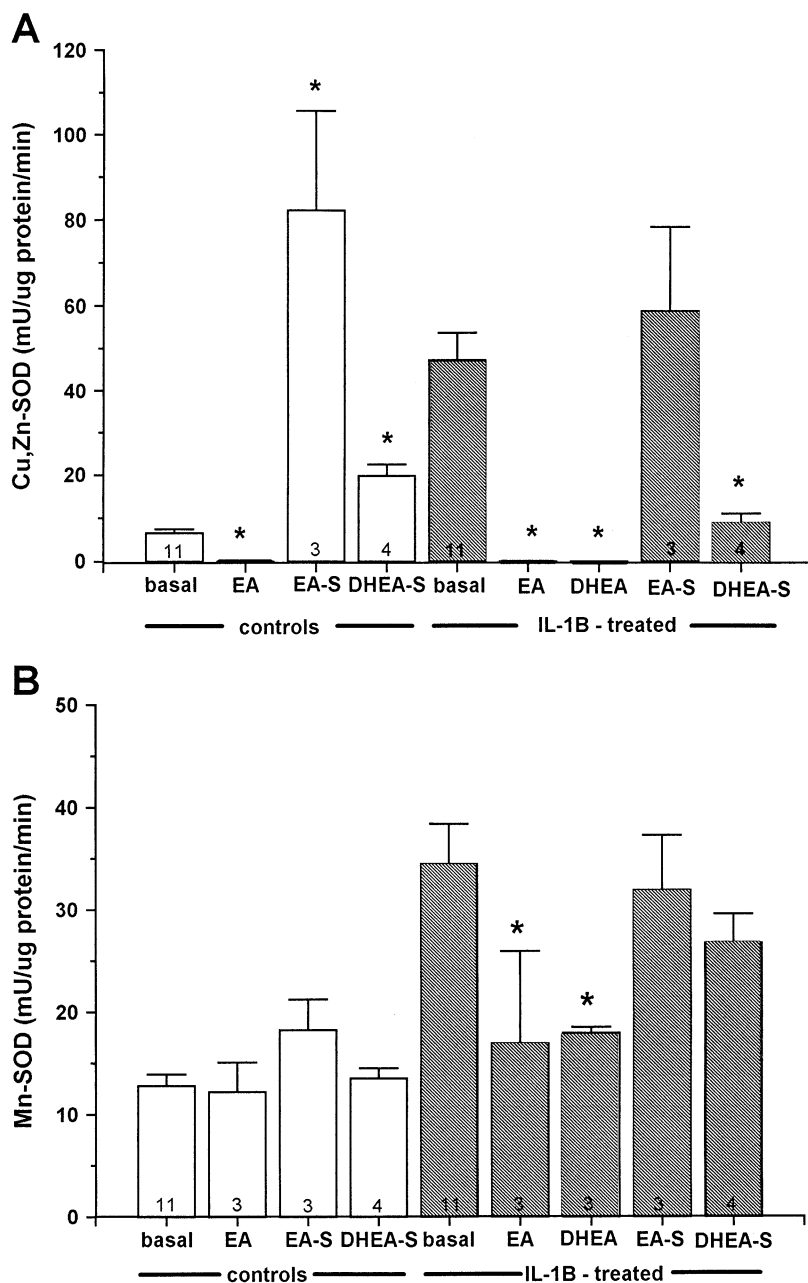 A
Cu,Zn-SOD (mU/ug protein/min)
120
100
80
60
40
20
0
* * * * * * *
11 3 4 11 3 4
basal EA EA-S DHEA-S basal EA DHEA EA-S DHEA-S
controls IL-1B - treated
B
Mn-SOD (mU/ug protein/min)
50
40
30
20
10
0
* *
11 3 3 4 11 3 3 3 4
basal EA EA-S DHEA-S basal EA DHEA EA-S DHEA-S
controls IL-1B - treated